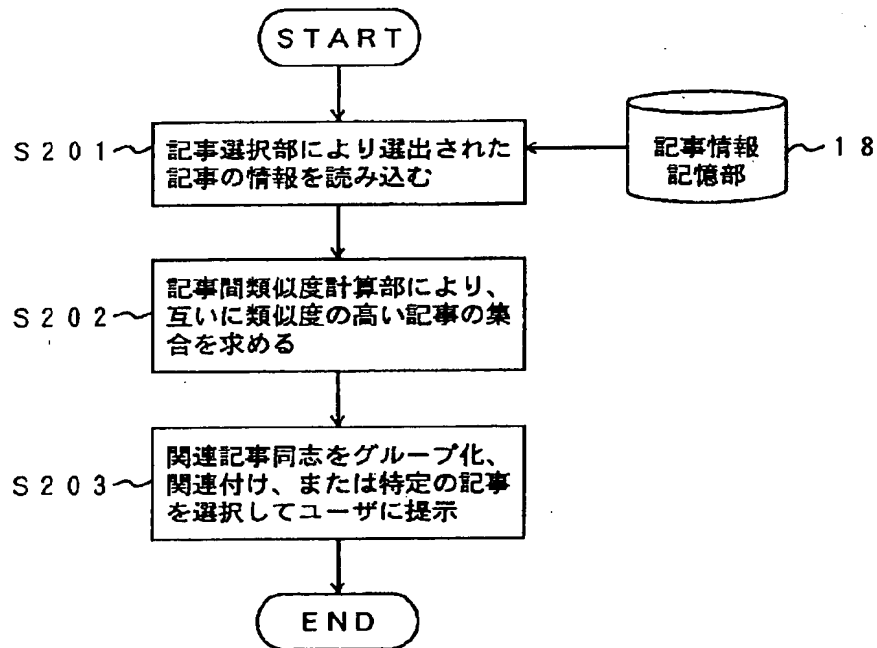 START
S201
記事選択部により選出された
記事の情報を読み込む
記事情報
記憶部
18
S202
記事間類似度計算部により、
互いに類似度の高い記事の集
合を求める
S203
関連記事同志をグループ化、
関連付け、または特定の記事
を選択してユーザに提示
END